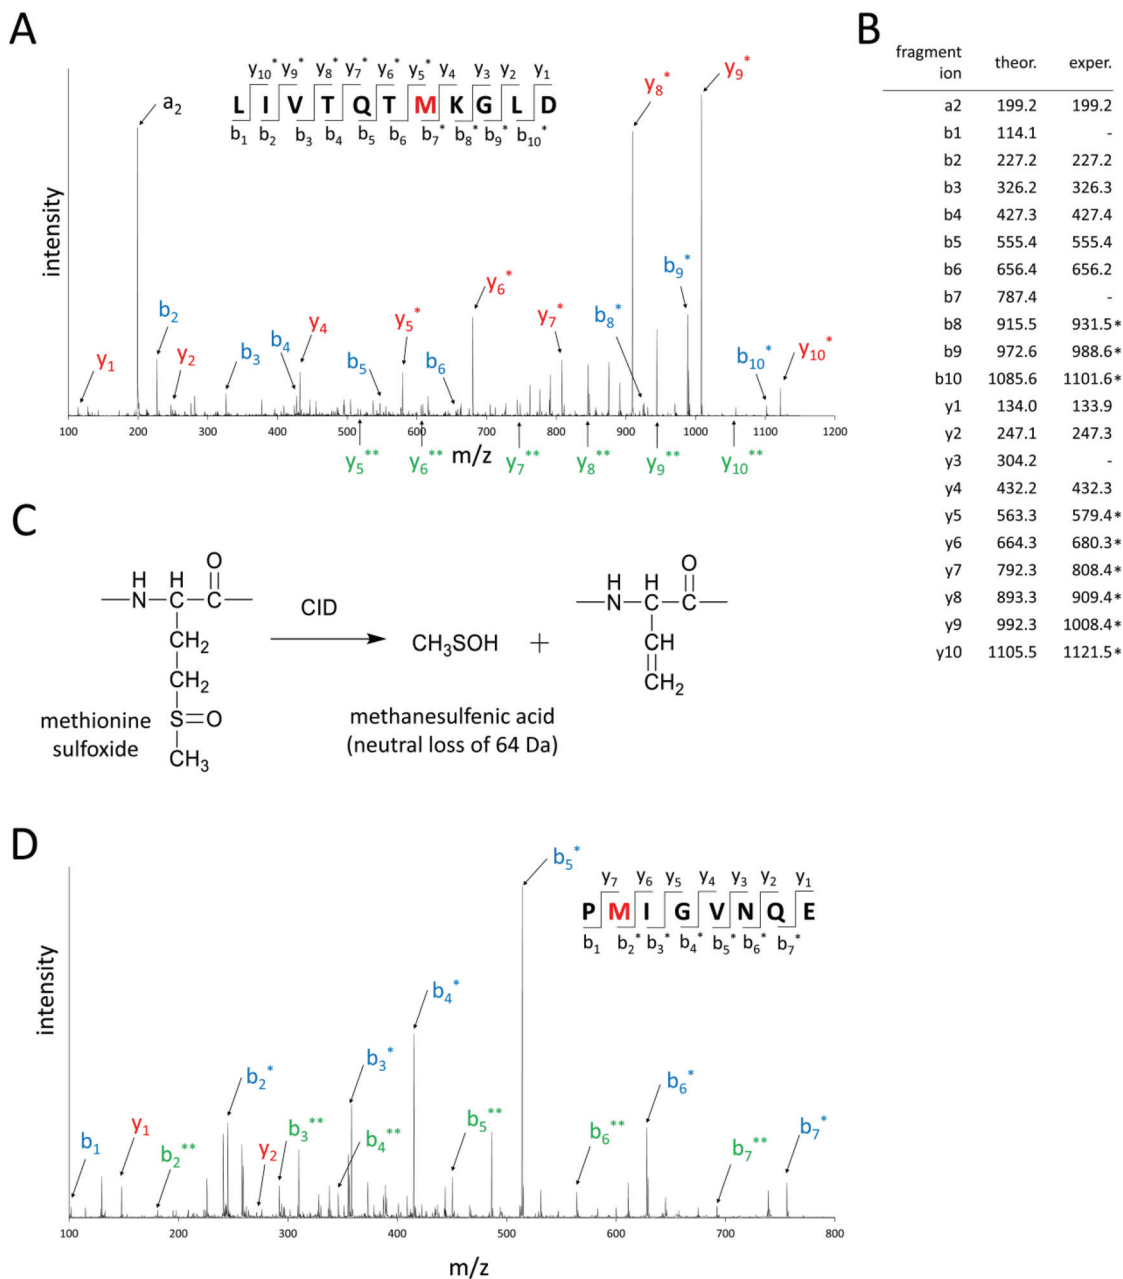 A
y10* y9* y8* y7* y6* y5* y4 y3 y2 y1
L I V T Q T M K G L D
b1 b2 b3 b4 b5 b6 b7* b8* b9* b10*
a2
y8*
y9*
intensity
y1
b2
y2
b3
b4
y4
b5
y5*
b6
y6*
y7*
b8*
b9*
b10*
y10*
100 200 300 400 500 600 700 800 900 1000 1100 1200
m/z
y5** y6** y7** y8** y9** y10**
B
fragment ion theor. exper.
a2 199.2 199.2
b1 114.1 -
b2 227.2 227.2
b3 326.2 326.3
b4 427.3 427.4
b5 555.4 555.4
b6 656.4 656.2
b7 787.4 -
b8 915.5 931.5*
b9 972.6 988.6*
b10 1085.6 1101.6*
y1 134.0 133.9
y2 247.1 247.3
y3 304.2 -
y4 432.2 432.3
y5 563.3 579.4*
y6 664.3 680.3*
y7 792.3 808.4*
y8 893.3 909.4*
y9 992.3 1008.4*
y10 1105.5 1121.5*
C
H H O
N C C
CH2
CH2
S=O
CH3
methionine
sulfoxide
CID
CH3SOH +
methanesulfenic acid
(neutral loss of 64 Da)
H H O
N C C
CH
CH2
D
b5*
y7 y6 y5 y4 y3 y2 y1
P M I G V N Q E
b1 b2* b3* b4* b5* b6* b7*
intensity
b1
y1
b2**
b2*
y2
b3**
b3*
b4**
b4*
b5**
b6**
b6*
b7**
b7*
100 200 300 400 500 600 700 800
m/z